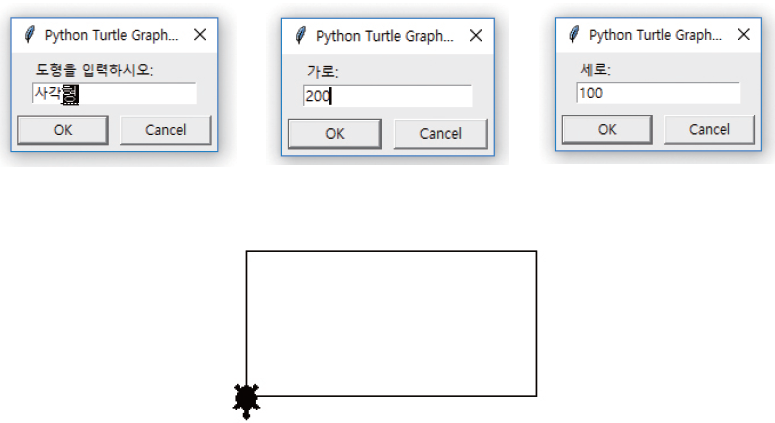 Python Turtle Graph...
도형을 입력하시오:
사각형
OK
Cancel
Python Turtle Graph...
가로:
200
OK
Cancel
Python Turtle Graph...
세로:
100
OK
Cancel